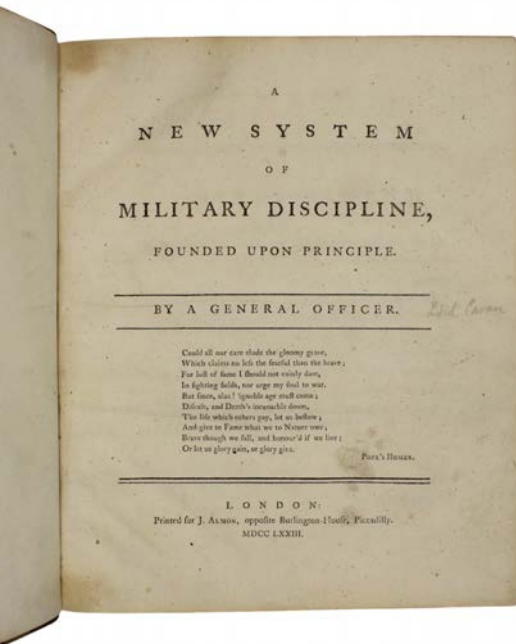 A
NEW SYSTEM
OF
MILITARY DISCIPLINE,
FOUNDED UPON PRINCIPLE.
BY A GENERAL OFFICER.
Lord Cavan
Could all our care elude the gloomy grave,
Which claims no leſs the fearful than the brave;
For luſt of fame I ſhould not vainly dare,
In fighting fields, nor urge my ſoul to war.
But ſince, alas! ignoble age muſt come;
Diſeaſe, and Death's inexorable doom,
The life which others pay, let us beſtow;
And give to Fame what we to Nature owe;
Brave though we fall, and honour'd if we live;
Or let us glory gain, or glory give.
POPE'S HOMER.
LONDON:
Printed for J. ALMON, oppoſite Burlington-Houſe, Piccadilly.
MDCC LXXIII.